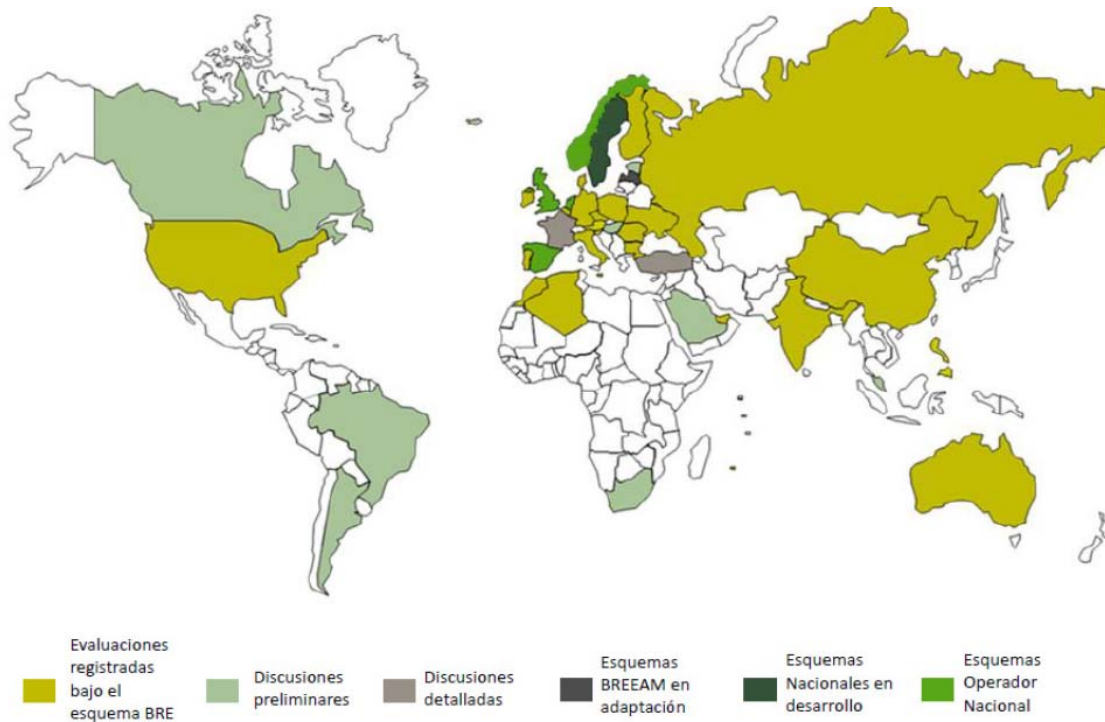 Evaluaciones
registradas
bajo el
esquema BRE
Discusiones
preliminares
Discusiones
detalladas
Esquemas
BREEAM en
adaptación
Esquemas
Nacionales en
desarrollo
Esquemas
Operador
Nacional